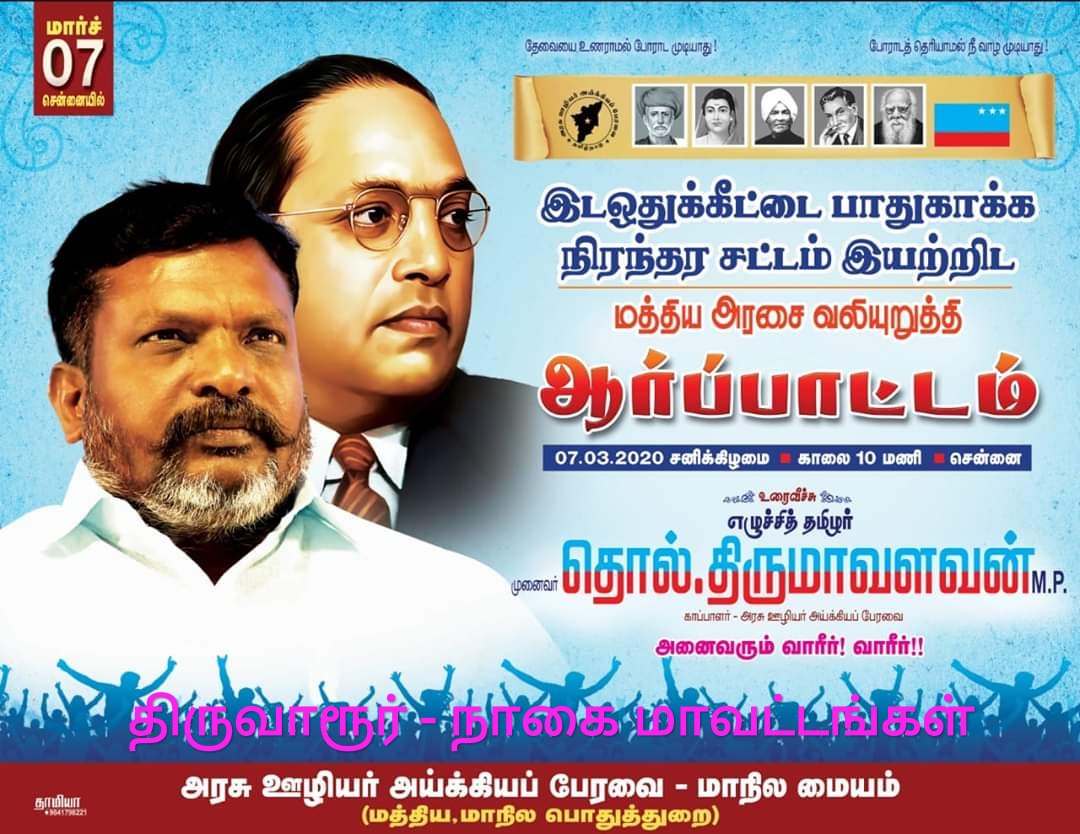 மார்ச்
07
சென்னையில்
தேவையை உணராமல் போராட முடியாது !
போராடத் தெரியாமல் நீ வாழ முடியாது !
இடஒதுக்கீட்டை பாதுகாக்க
நிரந்தர சட்டம் இயற்றிட
மத்திய அரசை வலியுறுத்தி
ஆர்ப்பாட்டம்
07.03.2020 சனிக்கிழமை ■ காலை 10 மணி ■ சென்னை
உரைவீச்சு
எழுச்சித் தமிழர்
முனைவர் தொல்.திருமாவளவன் M.P.
காப்பாளர் - அரசு ஊழியர் அய்க்கியப் பேரவை
அனைவரும் வாரீர்! வாரீர்!!
திருவாரூர் - நாகை மாவட்டங்கள்
அரசு ஊழியர் அய்க்கியப் பேரவை - மாநில மையம்
(மத்திய,மாநில பொதுத்துறை)
தாமியா
+9841798221